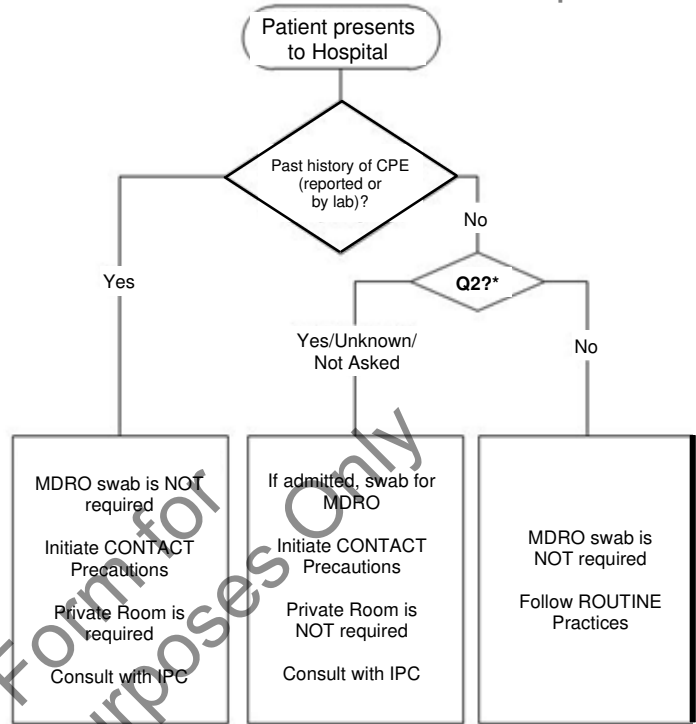 Patient presents
to Hospital
Past history of CPE
(reported or
by lab)?
Yes
No
Q2?*
Yes/Unknown/
Not Asked
No
MDRO swab is NOT
required
Initiate CONTACT
Precautions
Private Room is
required
Consult with IPC
If admitted, swab for
MDRO
Initiate CONTACT
Precautions
Private Room is
NOT required
Consult with IPC
MDRO swab is
NOT required
Follow ROUTINE
Practices
Form for
Purposes Only